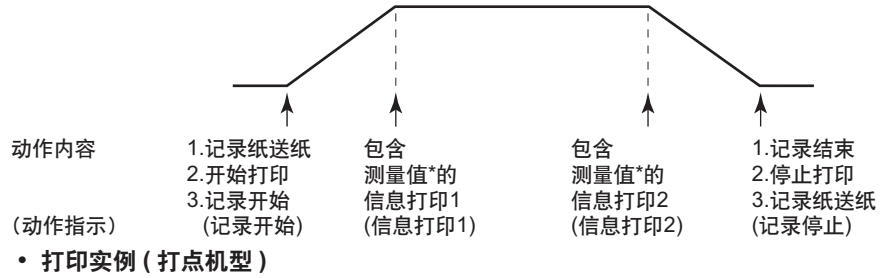 动作内容 1.记录纸送纸 包含 包含 1.记录结束
2.开始打印 测量值*的 测量值*的 2.停止打印
3.记录开始 信息打印1 信息打印2 3.记录纸送纸
（动作指示） (记录开始) (信息打印1) (信息打印2) (记录停止)
• 打印实例 ( 打点机型 )